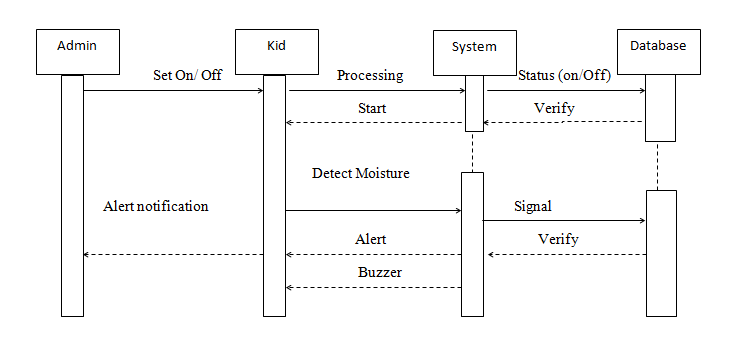 Admin
Kid
System
Database
Set On/ Off
Processing
Status (on/Off)
Start
Verify
Detect Moisture
Alert notification
Signal
Alert
Verify
Buzzer